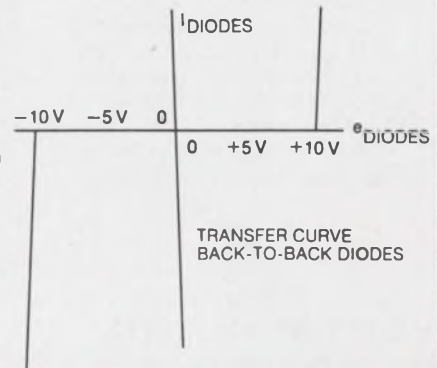 IDIODES
−10 V −5 V 0
eDIODES
0 +5 V +10 V
TRANSFER CURVE
BACK-TO-BACK DIODES